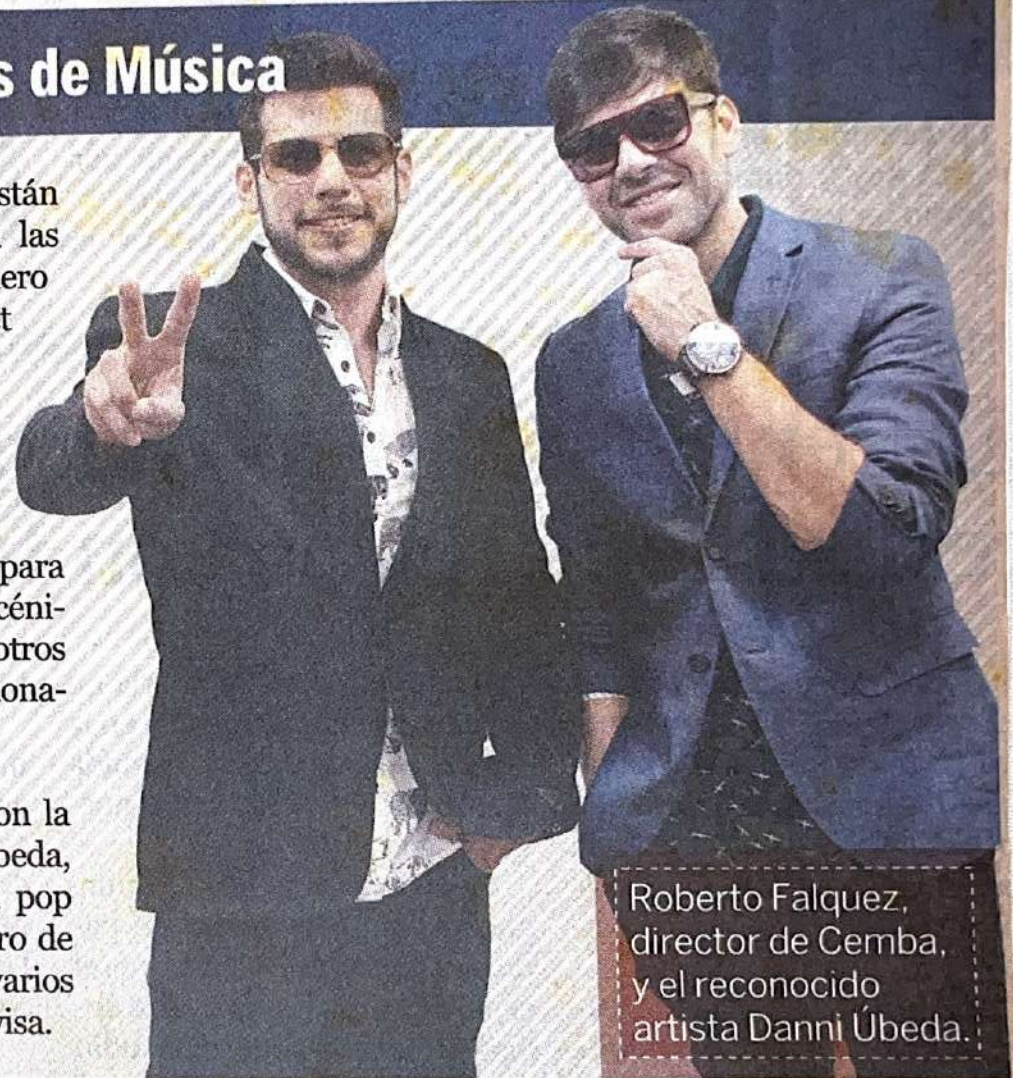 s de Música
stán
las
ero
t
para
céni-
otros
iona-
on la
beda,
pop
ro de
varios
visa.
Roberto Falquez,
director de Cemba,
y el reconocido
artista Danni Úbeda.